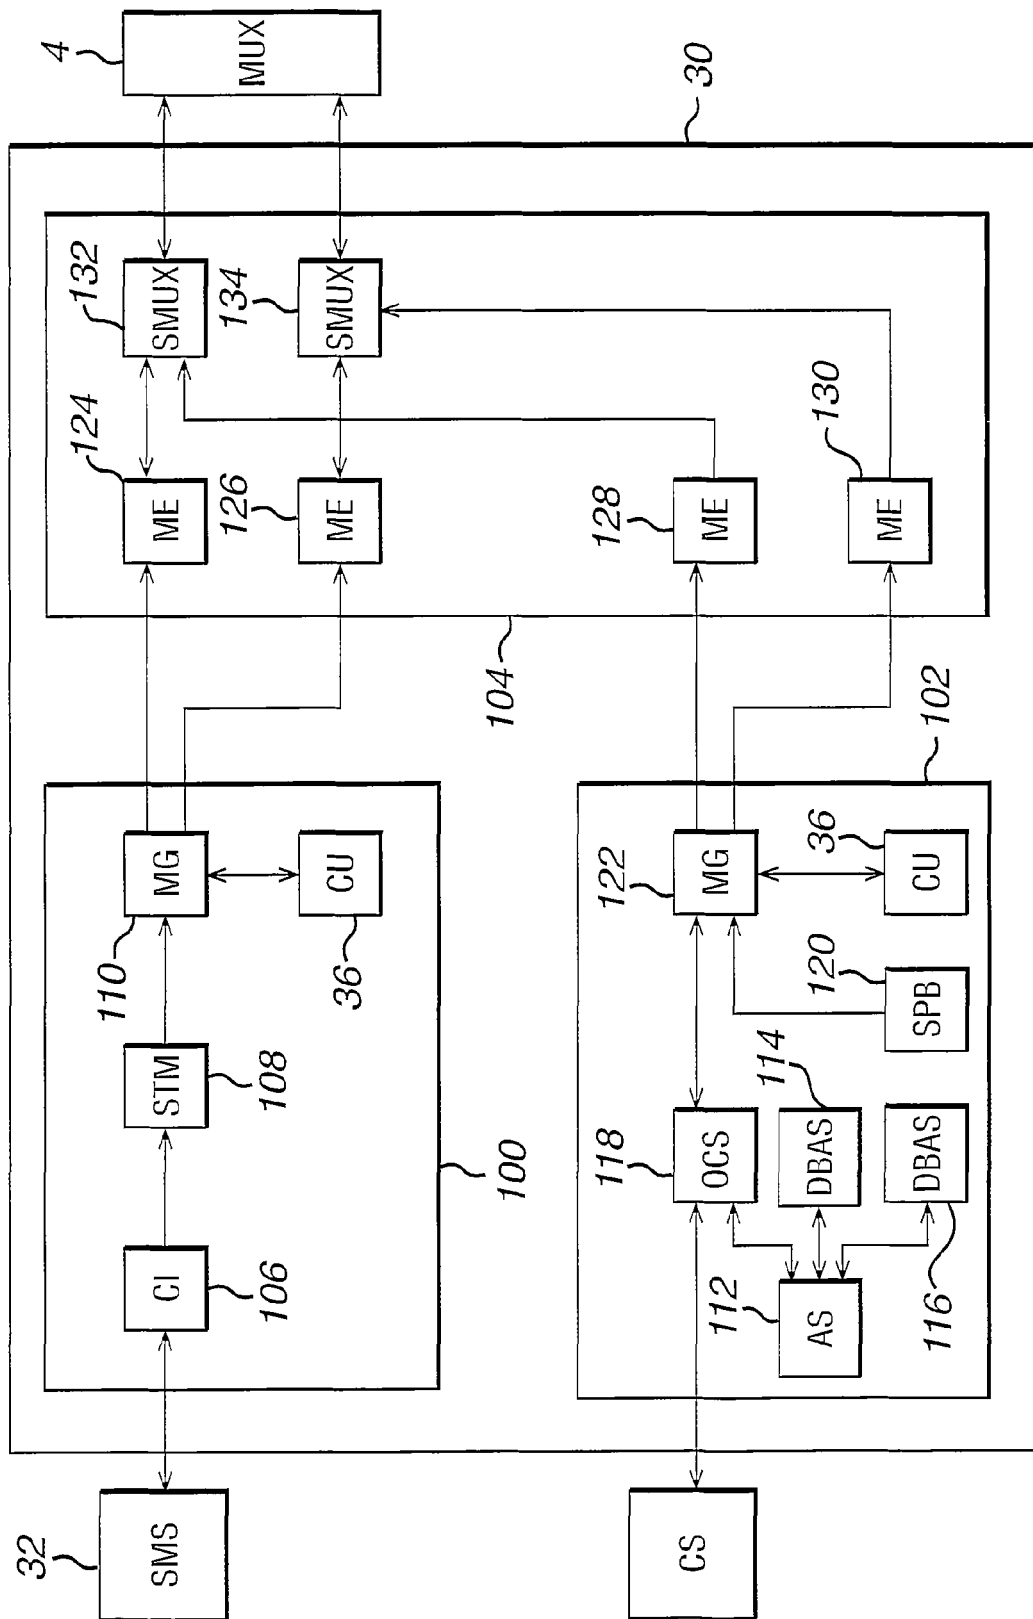 32
SMS
CI
106
STM
108
110
MG
CU
36
100
124
ME
126
ME
132
SMUX
134
SMUX
4
MUX
30
104
CS
118
OCS
112
AS
DBAS
114
DBAS
116
SPB
120
122
MG
CU
36
102
128
ME
ME
130